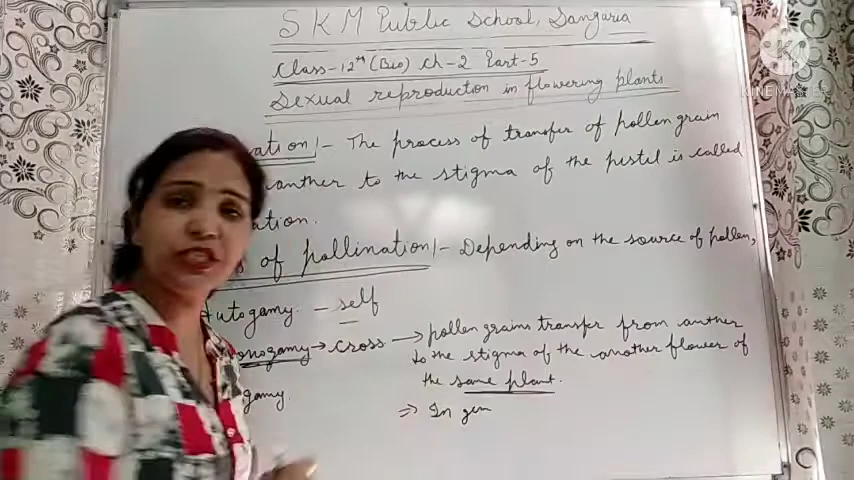 SKM Public School, Sangaria
Class-12th (Bio) Ch-2 Part-5
Sexual reproduction in flowering plants
ation :- The process of transfer of pollen grain
anther to the stigma of the pistil is called
ation.
s of pollination :- Depending on the source of pollen,
Autogamy - self
onogamy → cross → pollen grains transfer from anther
to the stigma of the another flower of
the same plant.
gamy.
⇒ In gen
KINEMASTER